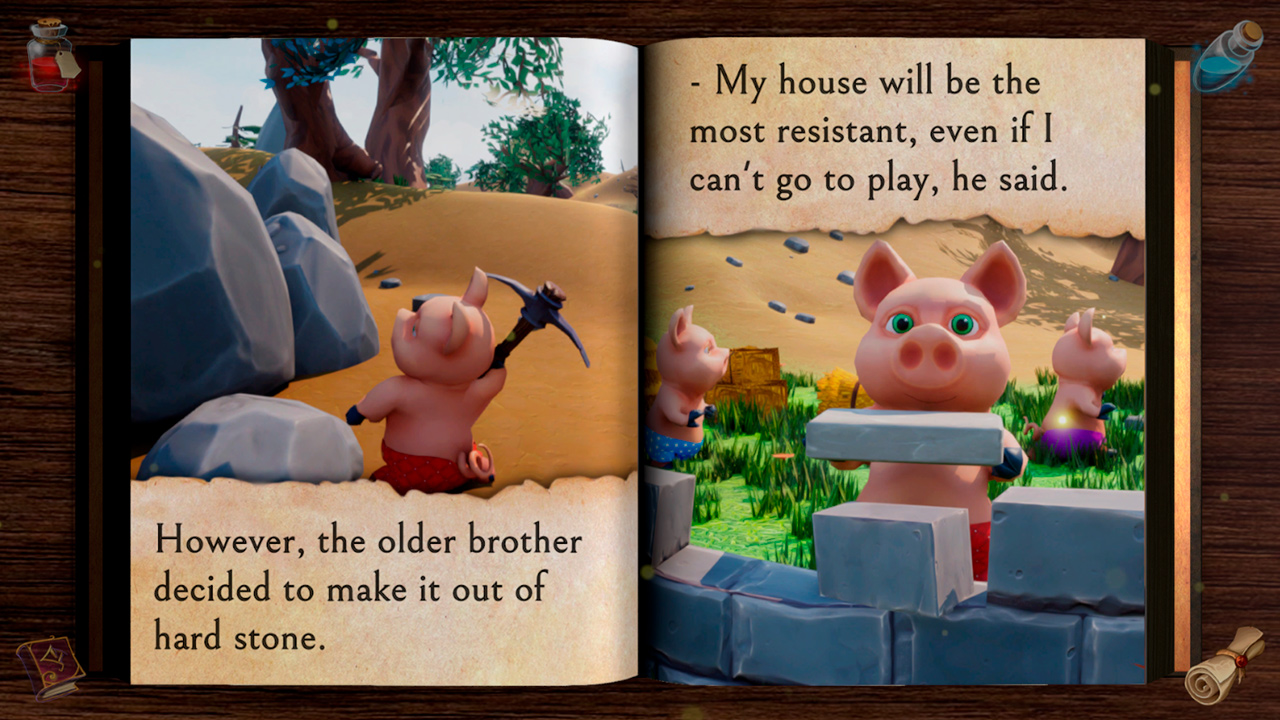 However, the older brother
decided to make it out of
hard stone.
- My house will be the
most resistant, even if I
can't go to play, he said.